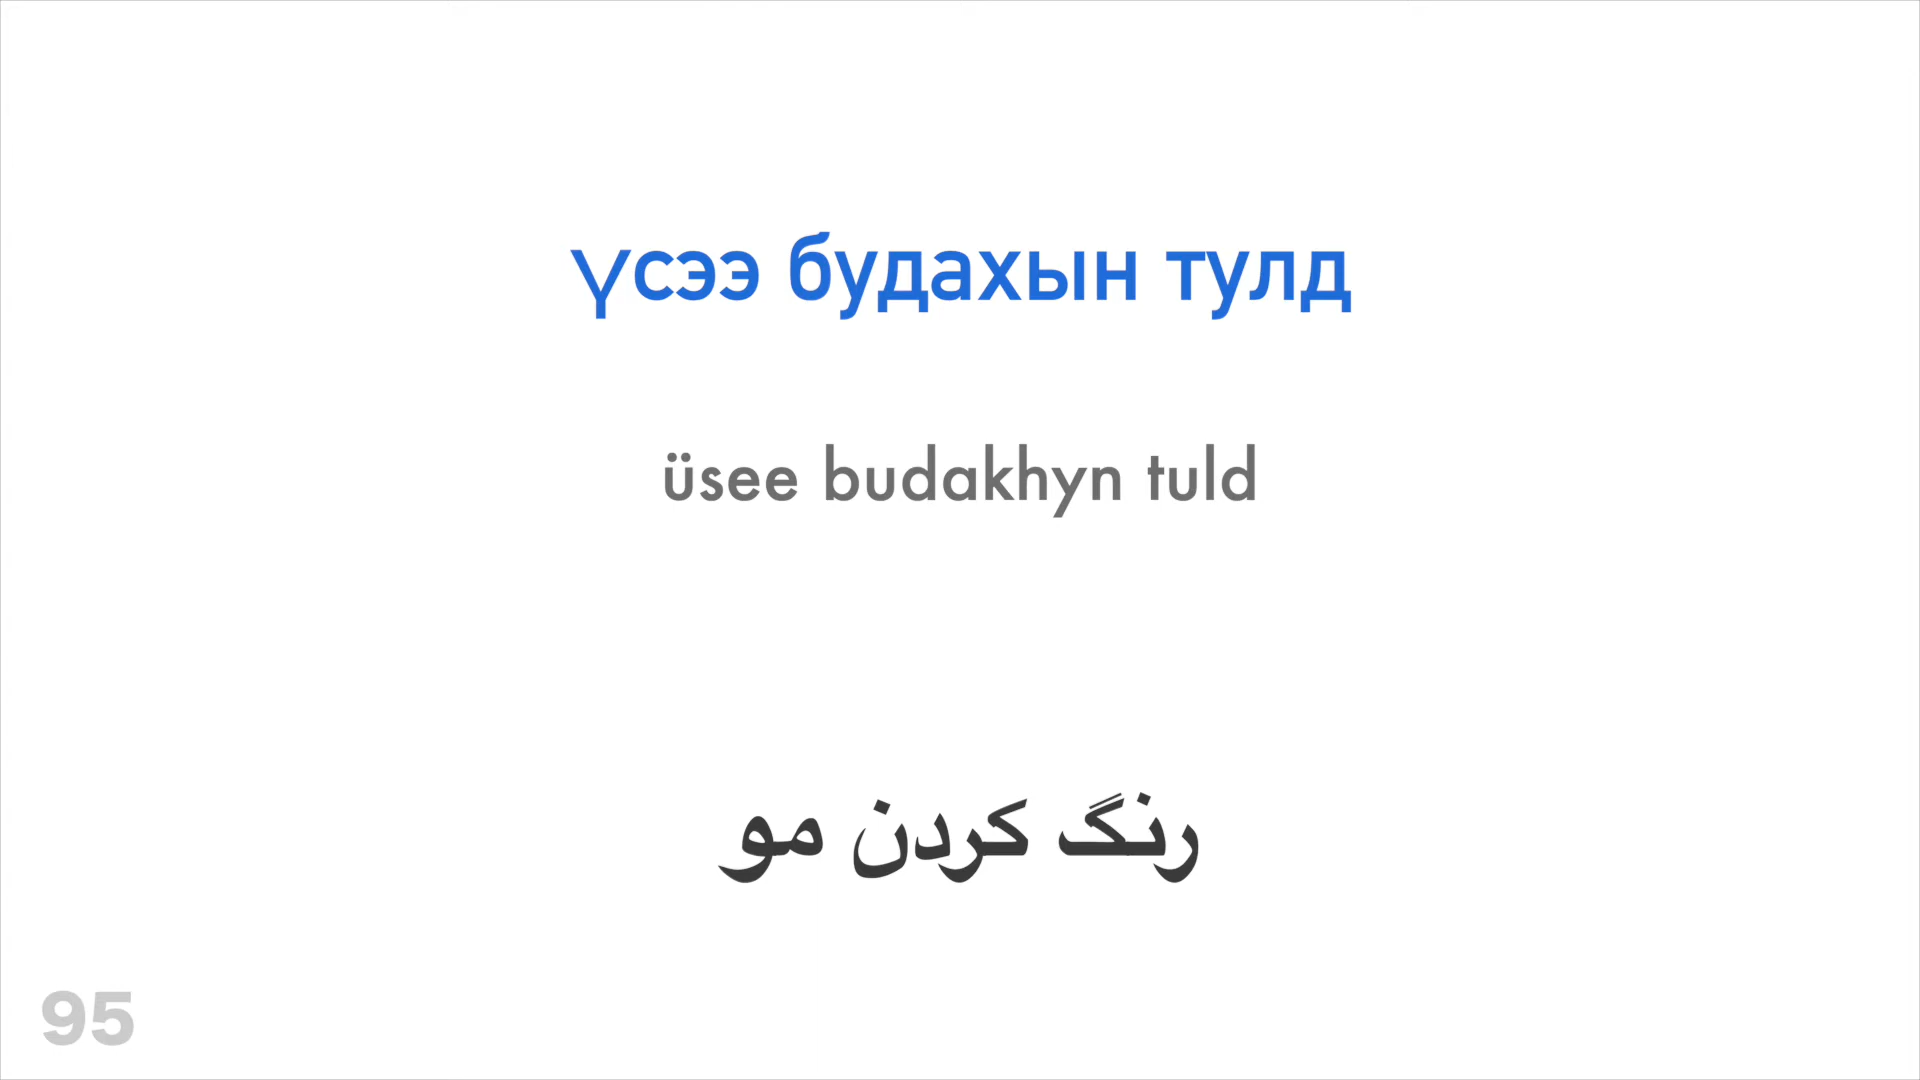 үсээ будахын тулд
üsee budakhyn tuld
رنگ کردن مو
95